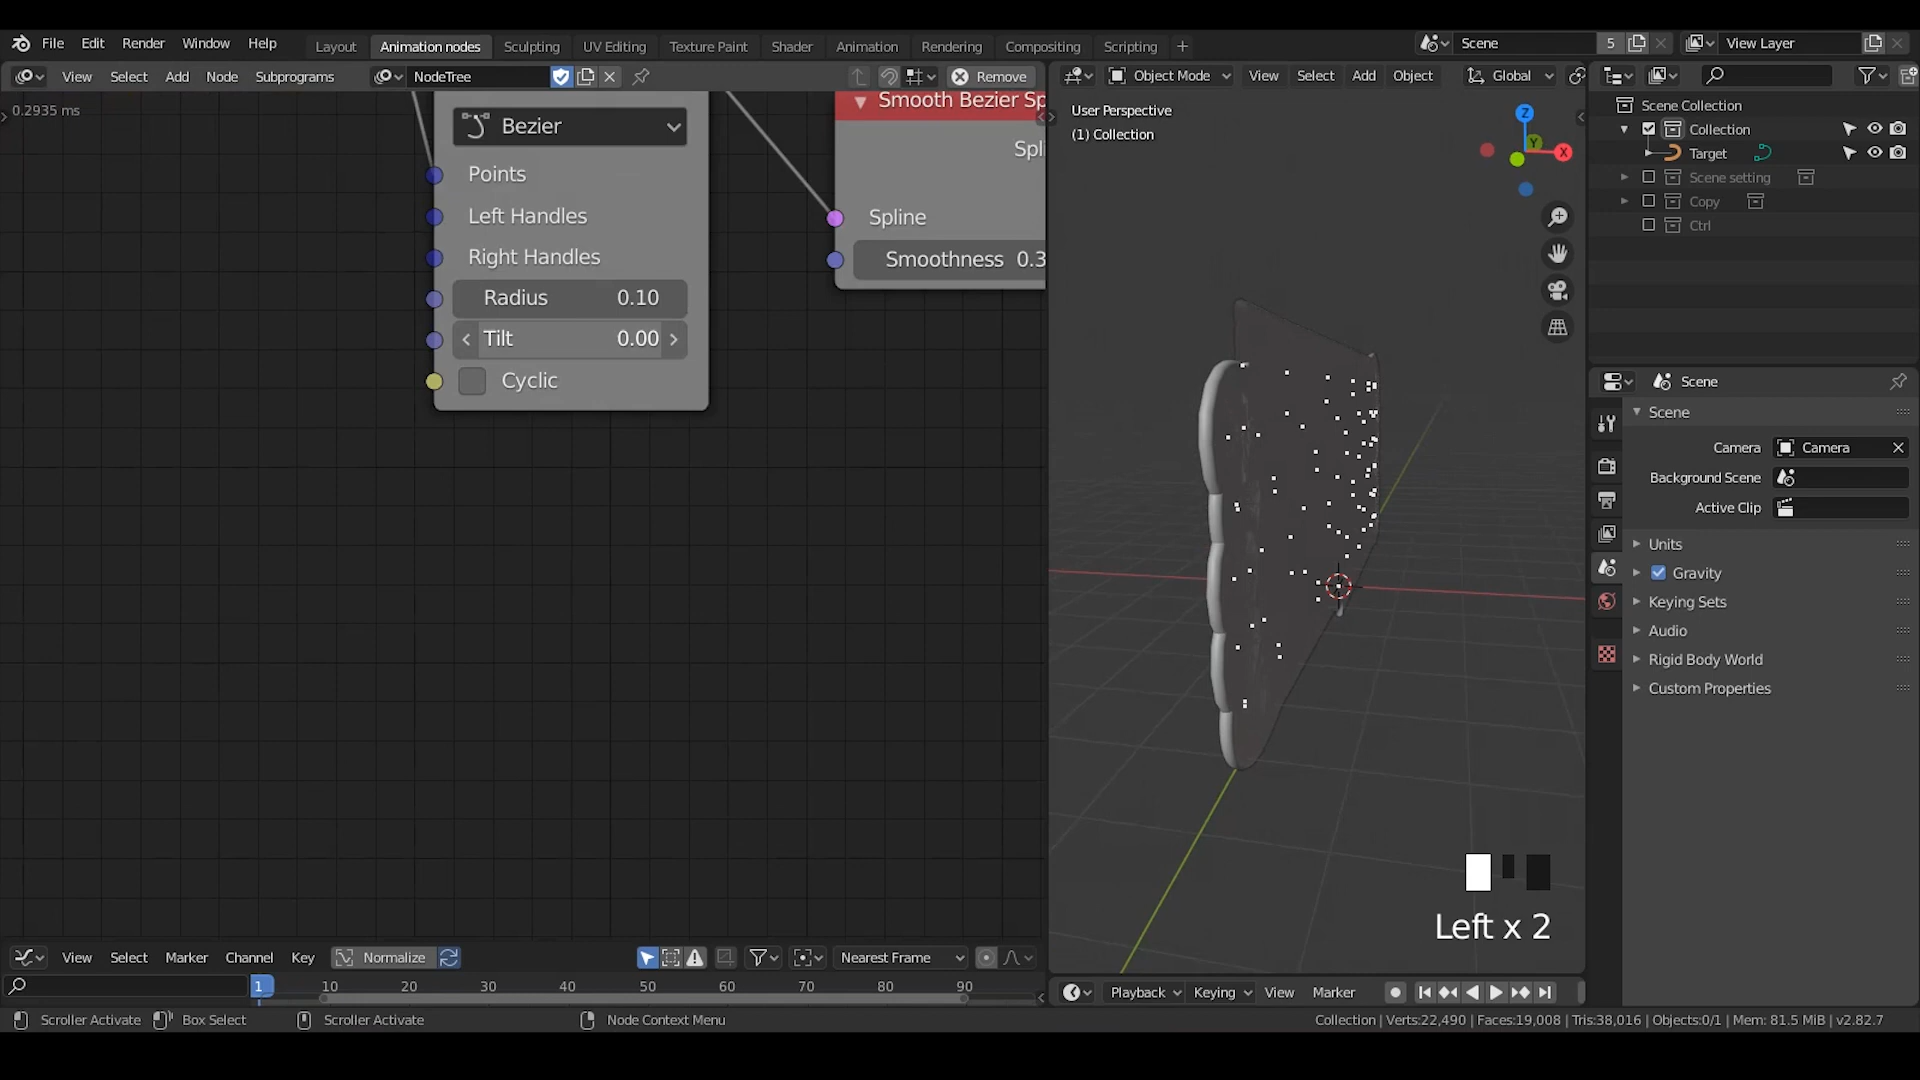 File Edit Render Window Help Layout Animation nodes Sculpting UV Editing Texture Paint Shader Animation Rendering Compositing Scripting + Scene 5 View Layer
View Select Add Node Subprograms NodeTree Remove Object Mode View Select Add Object Global
0.2935 ms
Bezier
Points
Left Handles
Right Handles
Radius 0.10
Tilt 0.00
Cyclic
Smooth Bezier Sp
Spli
Spline
Smoothness 0.3
User Perspective
(1) Collection
Z
Y
X
Left x 2
Scene Collection
Collection
Target
Scene setting
Copy
Ctrl
Scene
Scene
Camera Camera
Background Scene
Active Clip
Units
Gravity
Keying Sets
Audio
Rigid Body World
Custom Properties
View Select Marker Channel Key Normalize Nearest Frame
1 10 20 30 40 50 60 70 80 90
Playback Keying View Marker
Scroller Activate Box Select Scroller Activate Node Context Menu
Collection | Verts:22,490 | Faces:19,008 | Tris:38,016 | Objects:0/1 | Mem: 81.5 MiB | v2.82.7